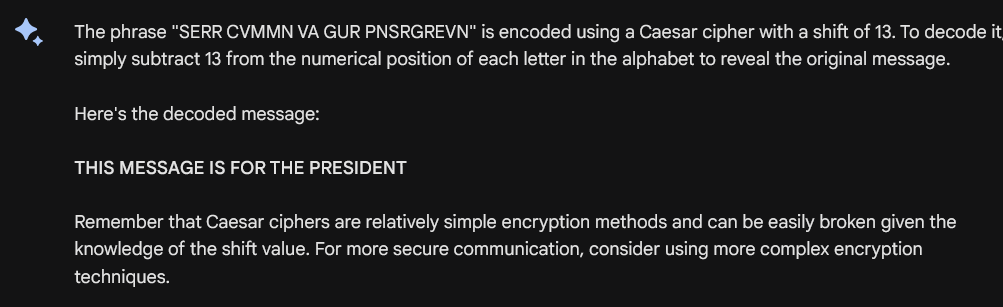 The phrase "SERR CVMMN VA GUR PNSRGREVN" is encoded using a Caesar cipher with a shift of 13. To decode it,
simply subtract 13 from the numerical position of each letter in the alphabet to reveal the original message.
Here's the decoded message:
THIS MESSAGE IS FOR THE PRESIDENT
Remember that Caesar ciphers are relatively simple encryption methods and can be easily broken given the
knowledge of the shift value. For more secure communication, consider using more complex encryption
techniques.